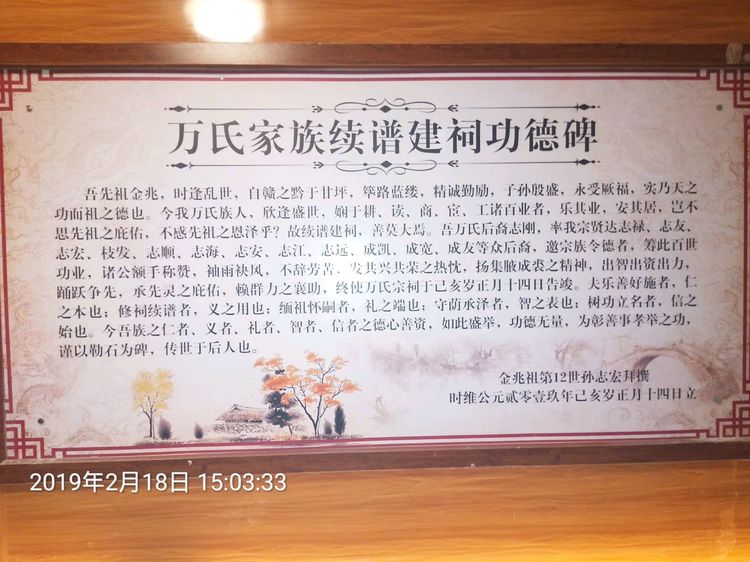 万氏家族续谱建祠功德碑
吾先祖金兆，时逢乱世，自赣之黔于甘坪，筚路蓝缕，精诚勤励，子孙殷盛，永受厥福，实乃天之
功而祖之德也。今我万氏族人，欣逢盛世，娴于耕、读、商、宦、工诸百业者，乐其业，安其居，岂不
思先祖之庇佑，不感先祖之恩泽乎？故续谱建祠，善莫大焉。吾万氏后裔志刚，率我宗贤达志禄、志友、
志宏、枝发、志顺、志海、志安、志江、志远、成凯、成宽、成友等众后裔，邀宗族令德者，筹此百世
功业，诸公额手称赞，袖雨袂风，不辞劳苦，发共兴共荣之热忱，扬集腋成裘之精神，出智出资出力，
踊跃争先，承先灵之庇佑，赖群力之襄助，终使万氏宗祠于己亥岁正月十四日告竣。夫乐善好施者，仁
之本也；修祠续谱者，义之用也；缅祖怀嗣者，礼之端也；守荫承泽者，智之表也；树功立名者，信之
始也。今吾族之仁者、义者、礼者、智者、信者之德心善资，如此盛举，功德无量，为彰善事孝举之功，
谨以勒石为碑，传世于后人也。
金兆祖第12世孙志宏拜撰
时维公元贰零壹玖年己亥岁正月十四日立
2019年2月18日 15:03:33